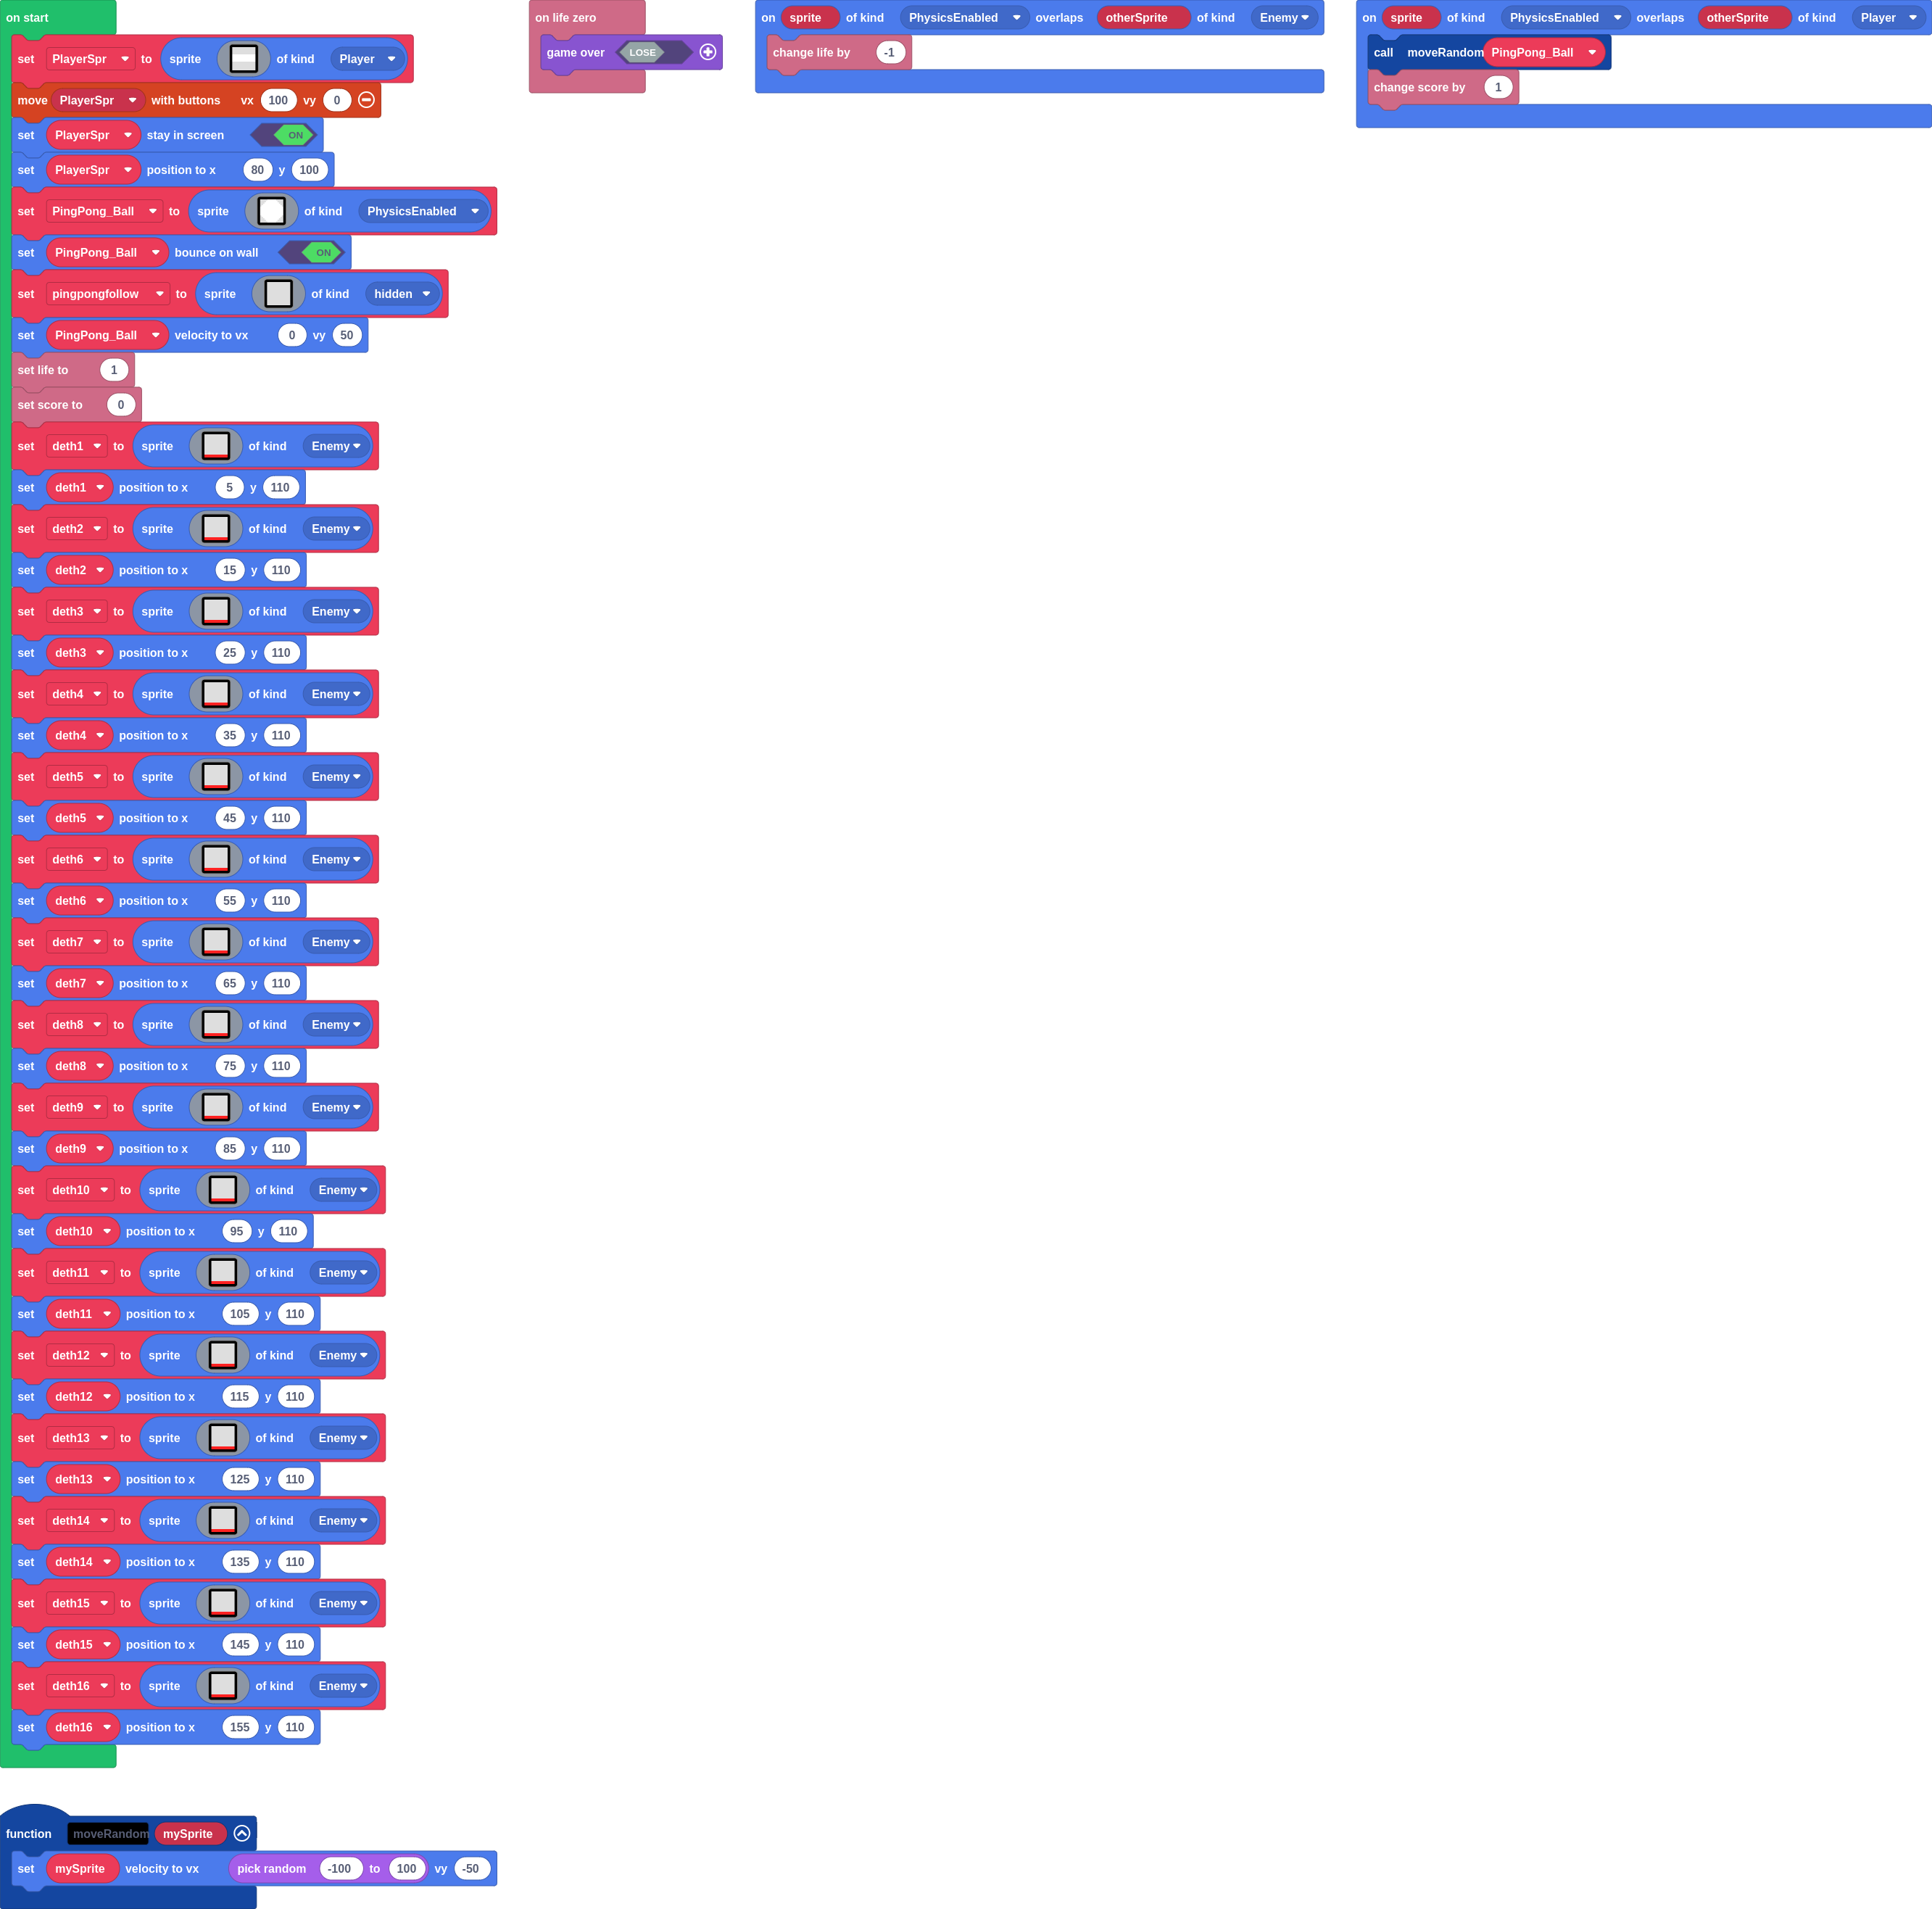 on start
set PlayerSpr to sprite of kind Player
move PlayerSpr with buttons vx 100 vy 0
set PlayerSpr stay in screen ON
set PlayerSpr position to x 80 y 100
set PingPong_Ball to sprite of kind PhysicsEnabled
set PingPong_Ball bounce on wall ON
set pingpongfollow to sprite of kind hidden
set PingPong_Ball velocity to vx 0 vy 50
set life to 1
set score to 0
set deth1 to sprite of kind Enemy
set deth1 position to x 5 y 110
set deth2 to sprite of kind Enemy
set deth2 position to x 15 y 110
set deth3 to sprite of kind Enemy
set deth3 position to x 25 y 110
set deth4 to sprite of kind Enemy
set deth4 position to x 35 y 110
set deth5 to sprite of kind Enemy
set deth5 position to x 45 y 110
set deth6 to sprite of kind Enemy
set deth6 position to x 55 y 110
set deth7 to sprite of kind Enemy
set deth7 position to x 65 y 110
set deth8 to sprite of kind Enemy
set deth8 position to x 75 y 110
set deth9 to sprite of kind Enemy
set deth9 position to x 85 y 110
set deth10 to sprite of kind Enemy
set deth10 position to x 95 y 110
set deth11 to sprite of kind Enemy
set deth11 position to x 105 y 110
set deth12 to sprite of kind Enemy
set deth12 position to x 115 y 110
set deth13 to sprite of kind Enemy
set deth13 position to x 125 y 110
set deth14 to sprite of kind Enemy
set deth14 position to x 135 y 110
set deth15 to sprite of kind Enemy
set deth15 position to x 145 y 110
set deth16 to sprite of kind Enemy
set deth16 position to x 155 y 110
on life zero
game over LOSE
on sprite of kind PhysicsEnabled overlaps otherSprite of kind Enemy
change life by -1
on sprite of kind PhysicsEnabled overlaps otherSprite of kind Player
call moveRandom PingPong_Ball
change score by 1
function moveRandom mySprite
set mySprite velocity to vx pick random -100 to 100 vy -50